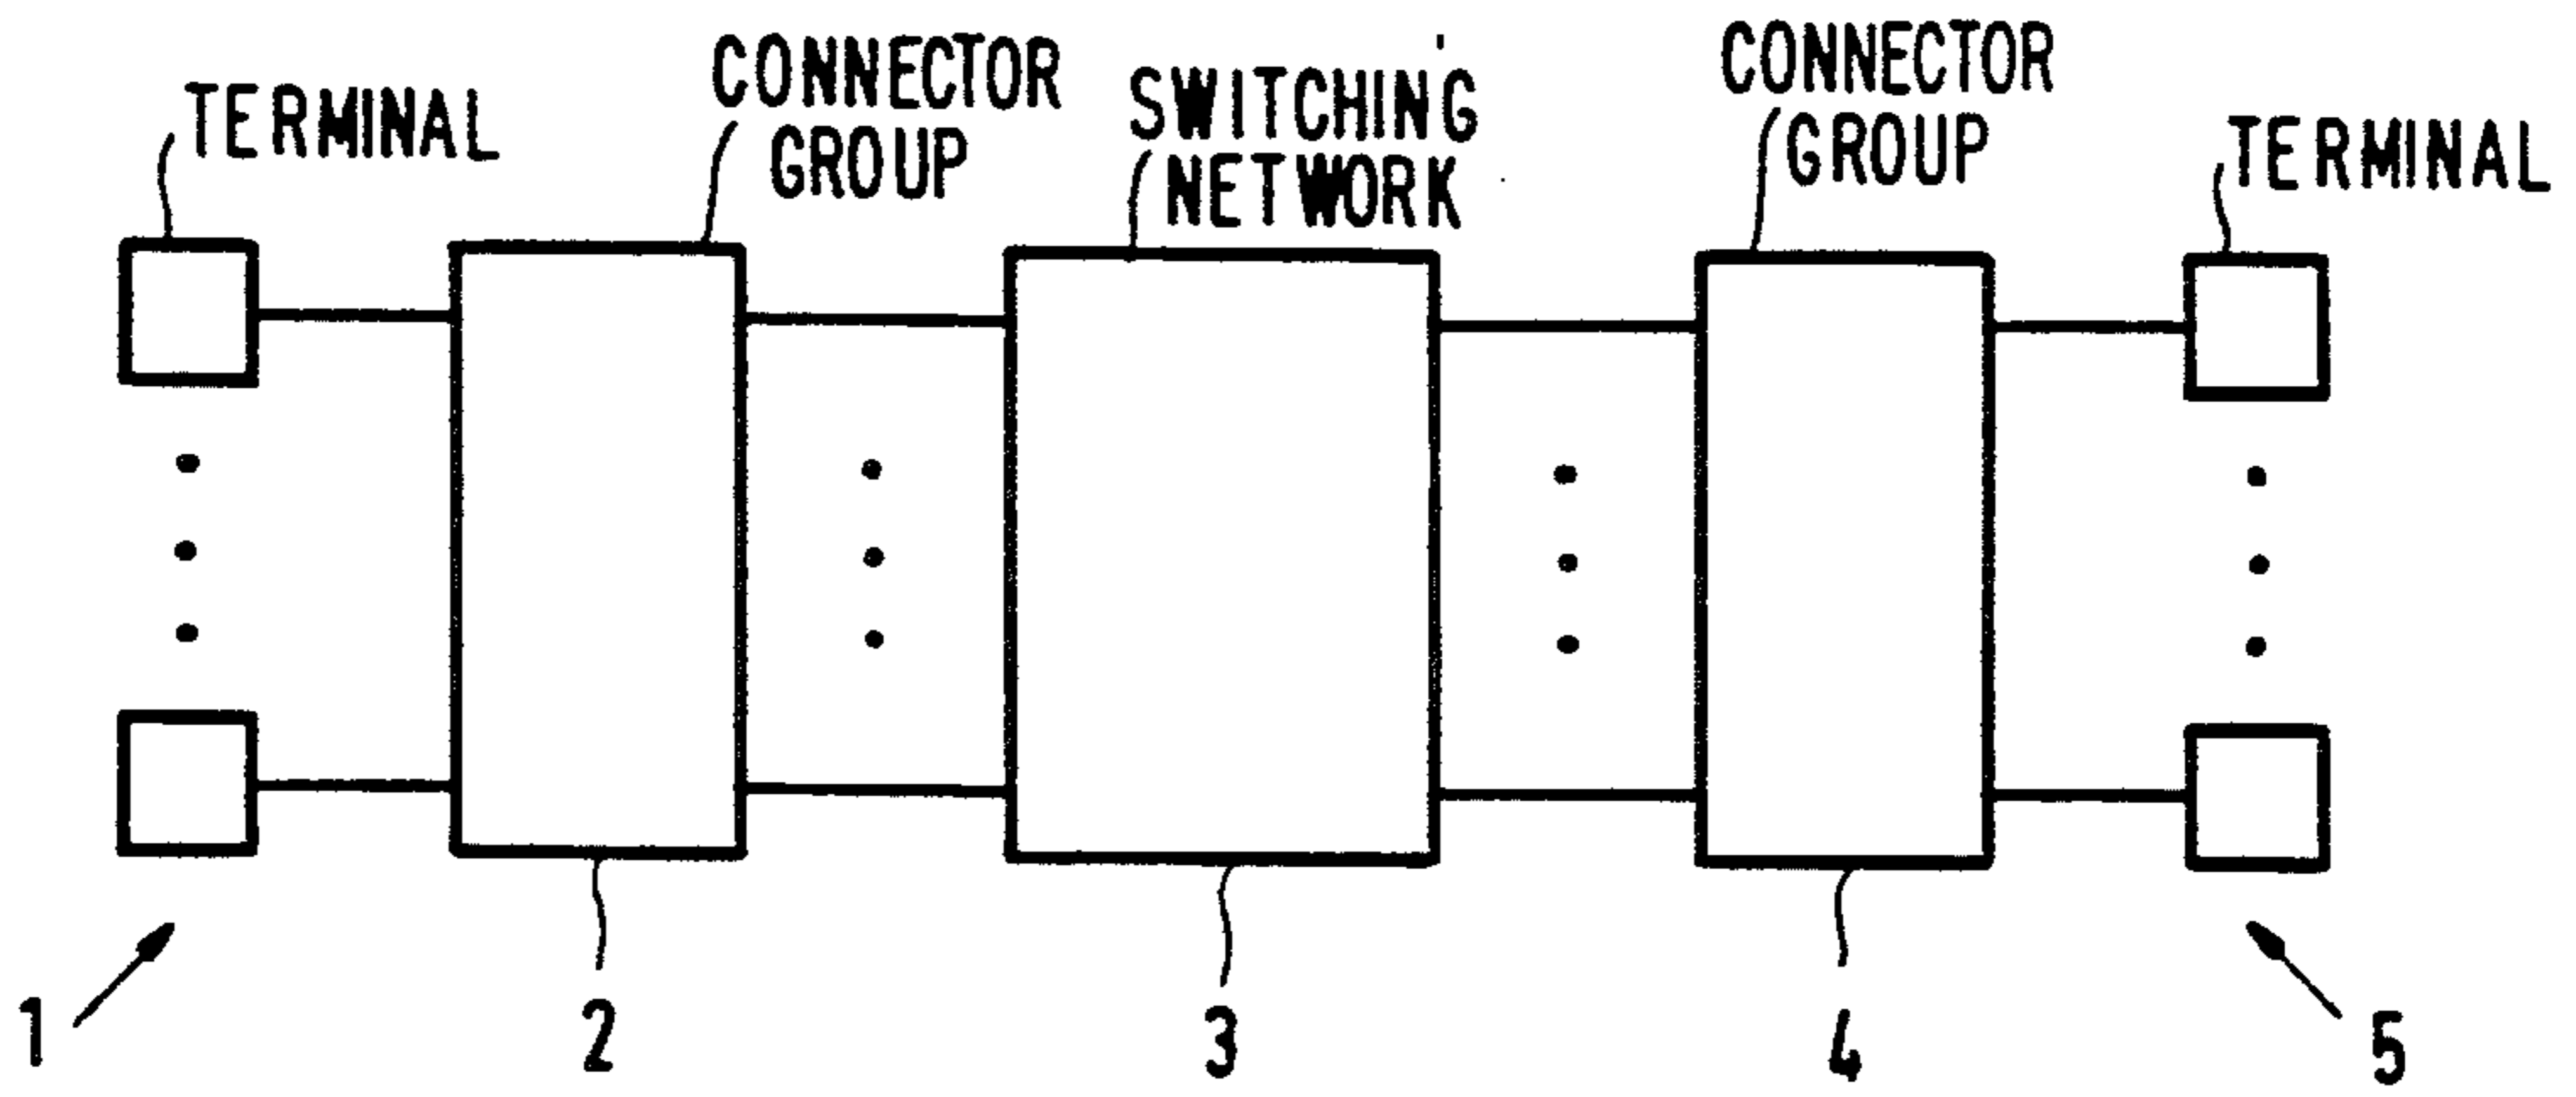 TERMINAL
CONNECTOR
GROUP
SWITCHING
NETWORK
CONNECTOR
GROUP
TERMINAL
1
2
3
4
5